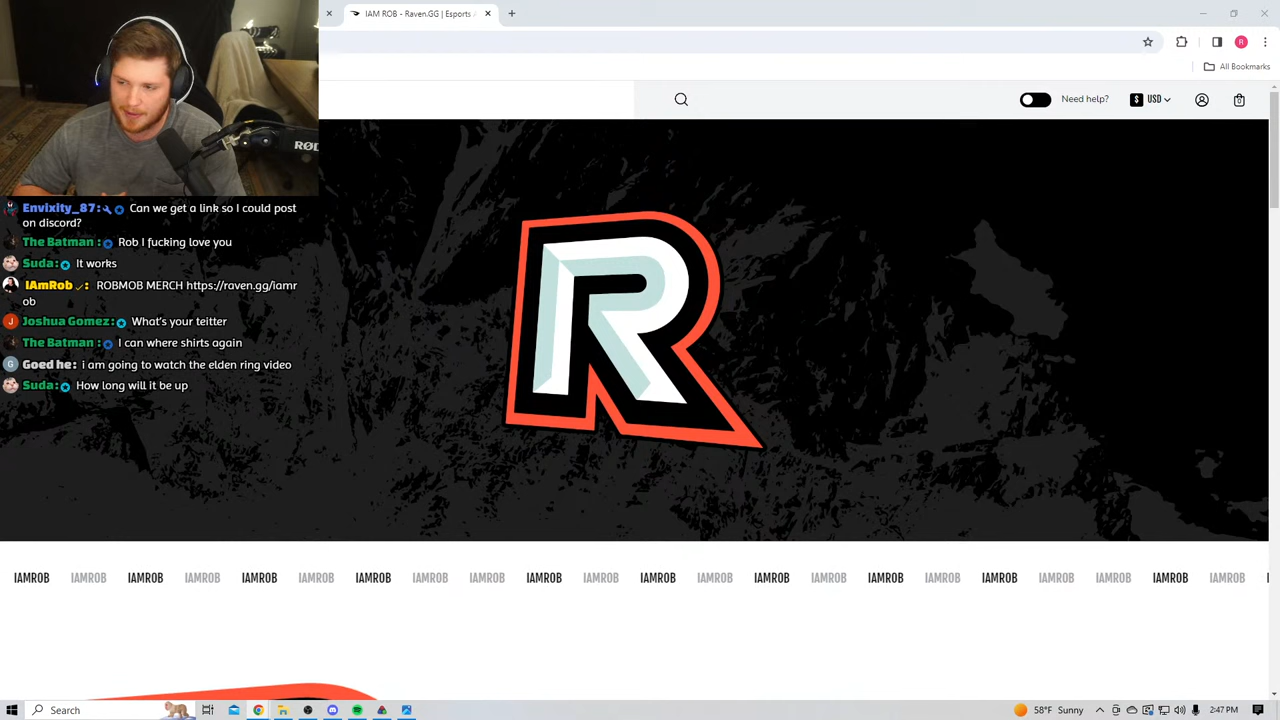 IAM ROB - Raven.GG | Esports
All Bookmarks
Need help?
$ USD
RØD
Envixity_87: Can we get a link so I could post
on discord?
The Batman : Rob I fucking love you
Suda: It works
IAmRob : ROBMOB MERCH https://raven.gg/iamr
ob
Joshua Gomez: What's your teitter
The Batman : I can where shirts again
Goed he: i am going to watch the elden ring video
Suda: How long will it be up
R
IAMROB IAMROB IAMROB IAMROB IAMROB IAMROB IAMROB IAMROB IAMROB IAMROB IAMROB IAMROB IAMROB IAMROB IAMROB IAMROB IAMROB IAMROB IAMROB IAMROB IAMROB IAMROB
Search
58°F Sunny
2:47 PM